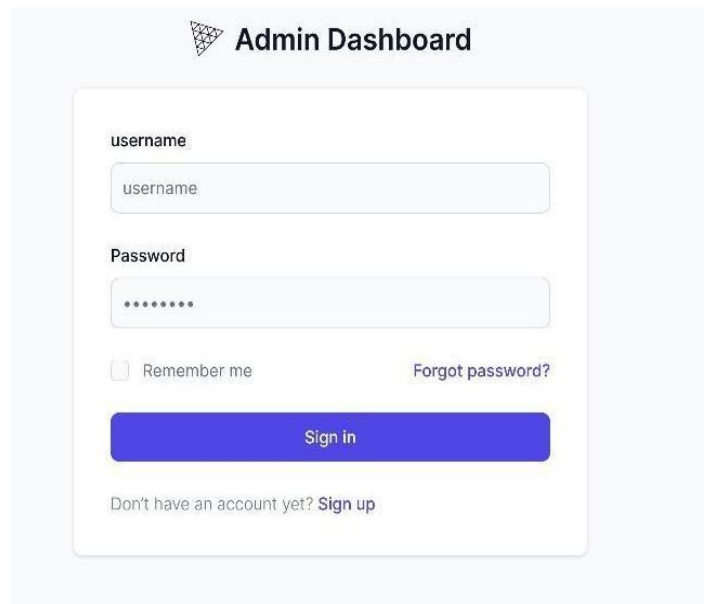 Admin Dashboard
username
username
Password
••••••••
Remember me
Forgot password?
Sign in
Don't have an account yet? Sign up